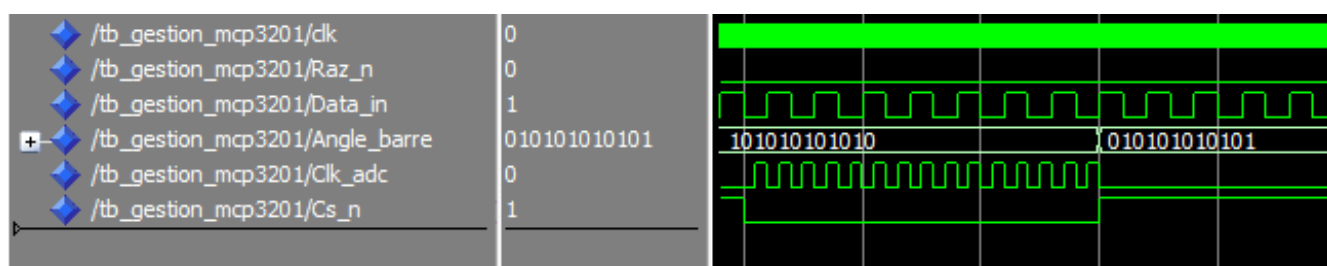 /tb_gestion_mcp3201/clk 0
/tb_gestion_mcp3201/Raz_n 0
/tb_gestion_mcp3201/Data_in 1
/tb_gestion_mcp3201/Angle_barre 010101010101 101010101010 010101010101
/tb_gestion_mcp3201/Clk_adc 0
/tb_gestion_mcp3201/Cs_n 1